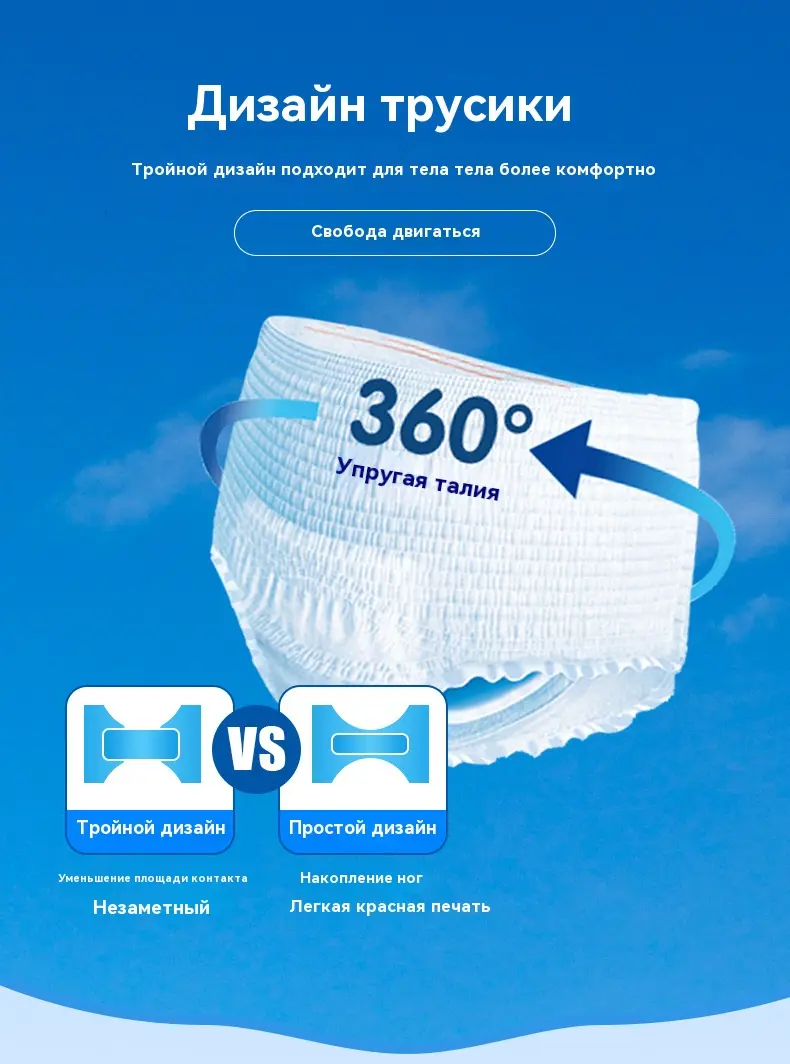 Дизайн трусики
Тройной дизайн подходит для тела тела более комфортно
Свобода двигаться
360°
Упругая талия
VS
Тройной дизайн
Простой дизайн
Уменьшение площади контакта
Незаметный
Накопление ног
Легкая красная печать